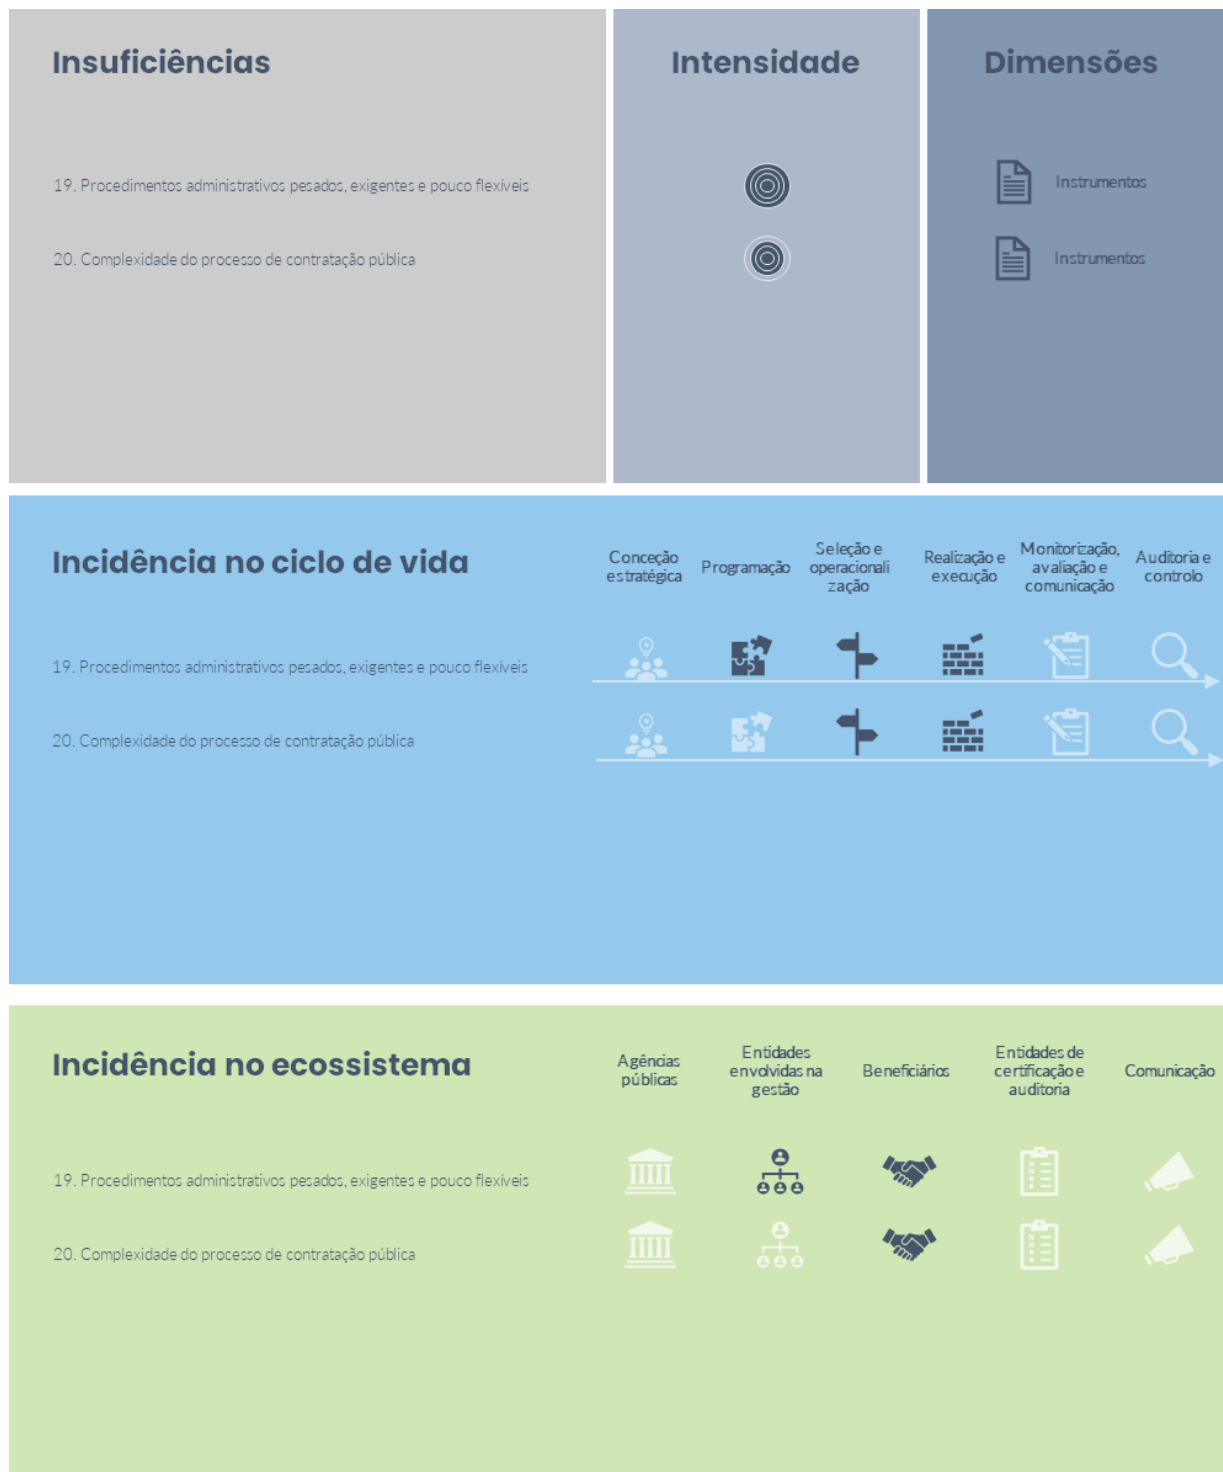 Insuficiências
Intensidade
Dimensões
19. Procedimentos administrativos pesados, exigentes e pouco flexíveis
Instrumentos
20. Complexidade do processo de contratação pública
Instrumentos
Incidência no ciclo de vida
Conceção
estratégica
Programação
Seleção e
operacionali
zação
Realização e
execução
Monitorização,
avaliação e
comunicação
Auditoria e
controlo
19. Procedimentos administrativos pesados, exigentes e pouco flexíveis
20. Complexidade do processo de contratação pública
Incidência no ecossistema
Agências
públicas
Entidades
envolvidas na
gestão
Beneficiários
Entidades de
certificação e
auditoria
Comunicação
19. Procedimentos administrativos pesados, exigentes e pouco flexíveis
20. Complexidade do processo de contratação pública